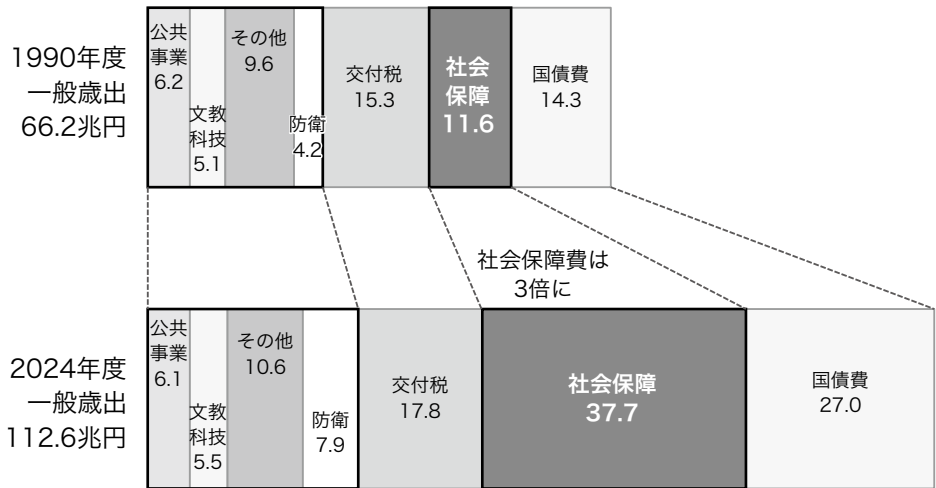 1990年度
一般歳出
66.2兆円
公共
事業
6.2
文教
科技
5.1
その他
9.6
防衛
4.2
交付税
15.3
社会
保障
11.6
国債費
14.3
社会保障費は
3倍に
2024年度
一般歳出
112.6兆円
公共
事業
6.1
文教
科技
5.5
その他
10.6
防衛
7.9
交付税
17.8
社会保障
37.7
国債費
27.0